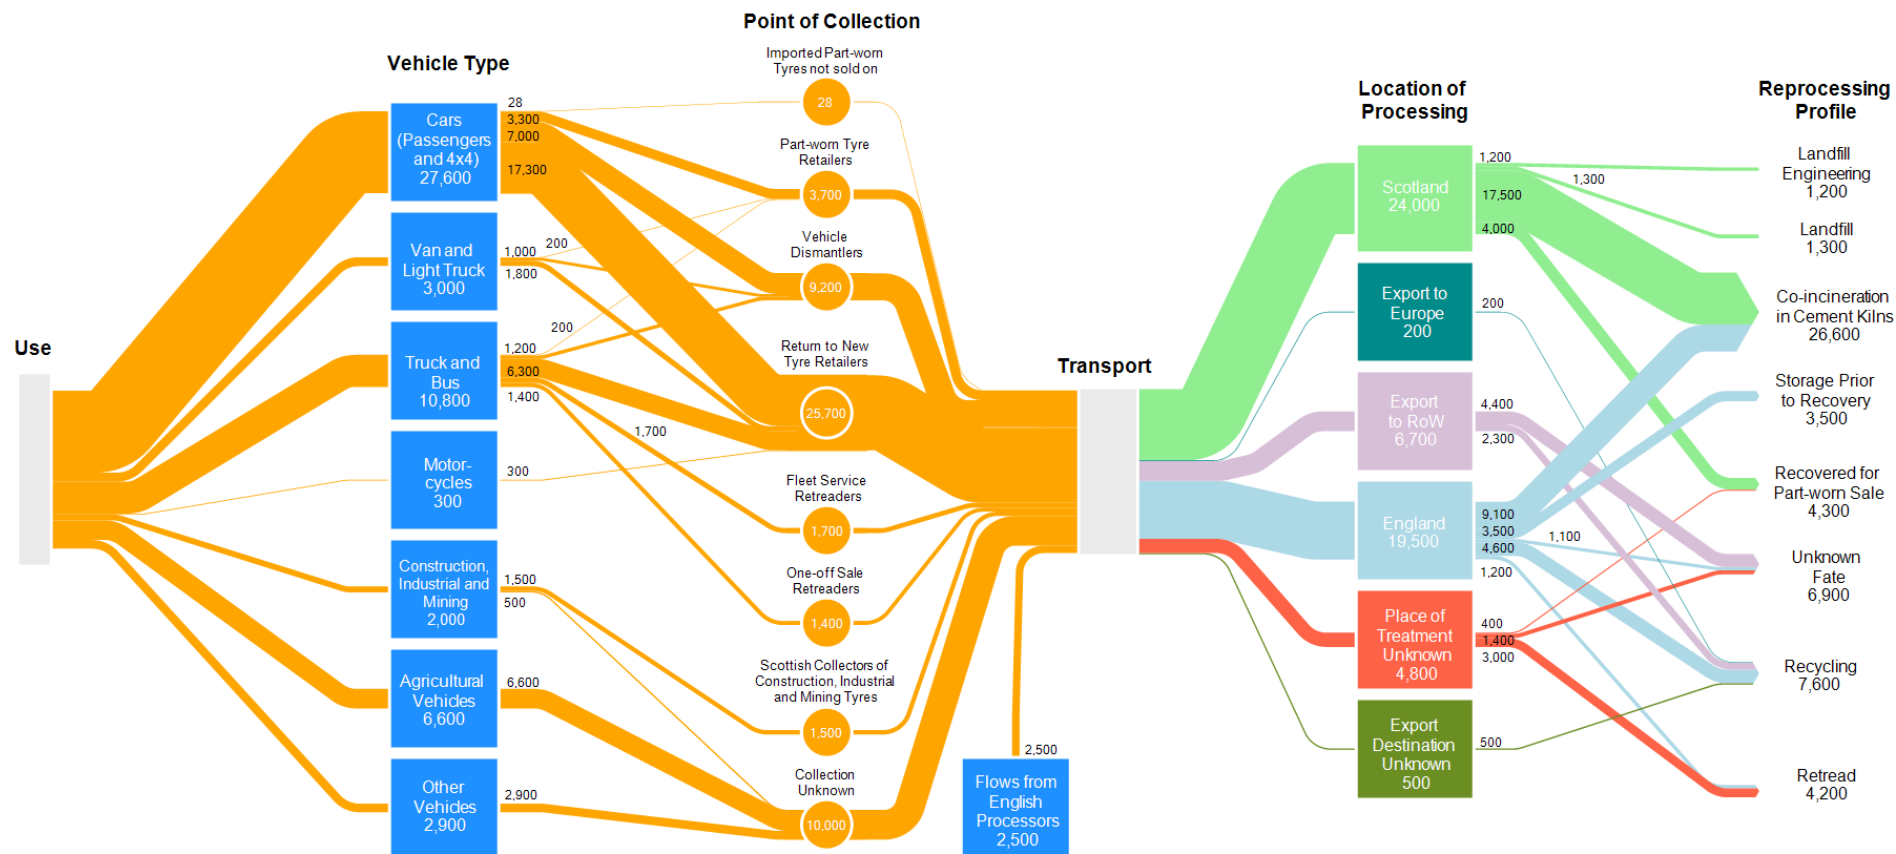 Point of Collection
Vehicle Type
Use
Transport
Location of
Processing
Reprocessing
Profile
Cars
(Passengers
and 4x4)
27,600
28
3,300
7,000
17,300
Van and
Light Truck
3,000
1,000
200
1,800
Truck and
Bus
10,800
200
1,200
6,300
1,400
1,700
Motor-
cycles
300
300
Construction,
Industrial and
Mining
2,000
1,500
500
Agricultural
Vehicles
6,600
6,600
Other
Vehicles
2,900
2,900
Imported Part-worn
Tyres not sold on
28
Part-worn Tyre
Retailers
3,700
Vehicle
Dismantlers
9,200
Return to New
Tyre Retailers
25,700
Fleet Service
Retreaders
1,700
One-off Sale
Retreaders
1,400
Scottish Collectors of
Construction, Industrial
and Mining Tyres
1,500
Collection
Unknown
10,000
2,500
Flows from
English
Processors
2,500
Scotland
24,000
1,200
1,300
17,500
4,000
Export to
Europe
200
200
Export
to RoW
6,700
4,400
2,300
England
19,500
9,100
3,500
4,600
1,100
1,200
Place of
Treatment
Unknown
4,800
400
1,400
3,000
Export
Destination
Unknown
500
500
Landfill
Engineering
1,200
Landfill
1,300
Co-incineration
in Cement Kilns
26,600
Storage Prior
to Recovery
3,500
Recovered for
Part-worn Sale
4,300
Unknown
Fate
6,900
Recycling
7,600
Retread
4,200